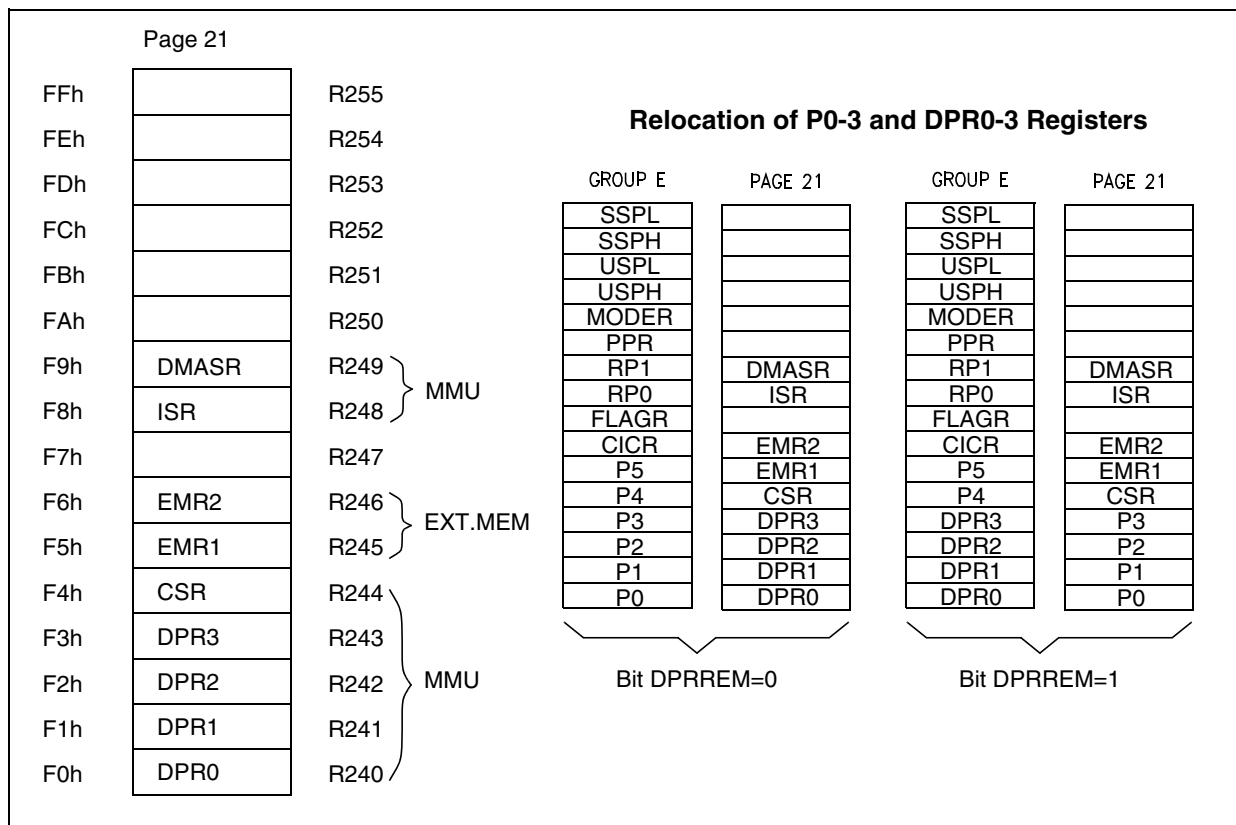 Page 21
FFh R255
FEh R254
FDh R253
FCh R252
FBh R251
FAh R250
F9h DMASR R249
MMU
F8h ISR R248
F7h R247
F6h EMR2 R246
EXT.MEM
F5h EMR1 R245
F4h CSR R244
F3h DPR3 R243
F2h DPR2 R242 MMU
F1h DPR1 R241
F0h DPR0 R240
Relocation of P0-3 and DPR0-3 Registers
GROUP E PAGE 21 GROUP E PAGE 21
SSPL SSPL
SSPH SSPH
USPL USPL
USPH USPH
MODER MODER
PPR PPR
RP1 DMASR RP1 DMASR
RP0 ISR RP0 ISR
FLAGR FLAGR
CICR EMR2 CICR EMR2
P5 EMR1 P5 EMR1
P4 CSR P4 CSR
P3 DPR3 DPR3 P3
P2 DPR2 DPR2 P2
P1 DPR1 DPR1 P1
P0 DPR0 DPR0 P0
Bit DPRREM=0 Bit DPRREM=1